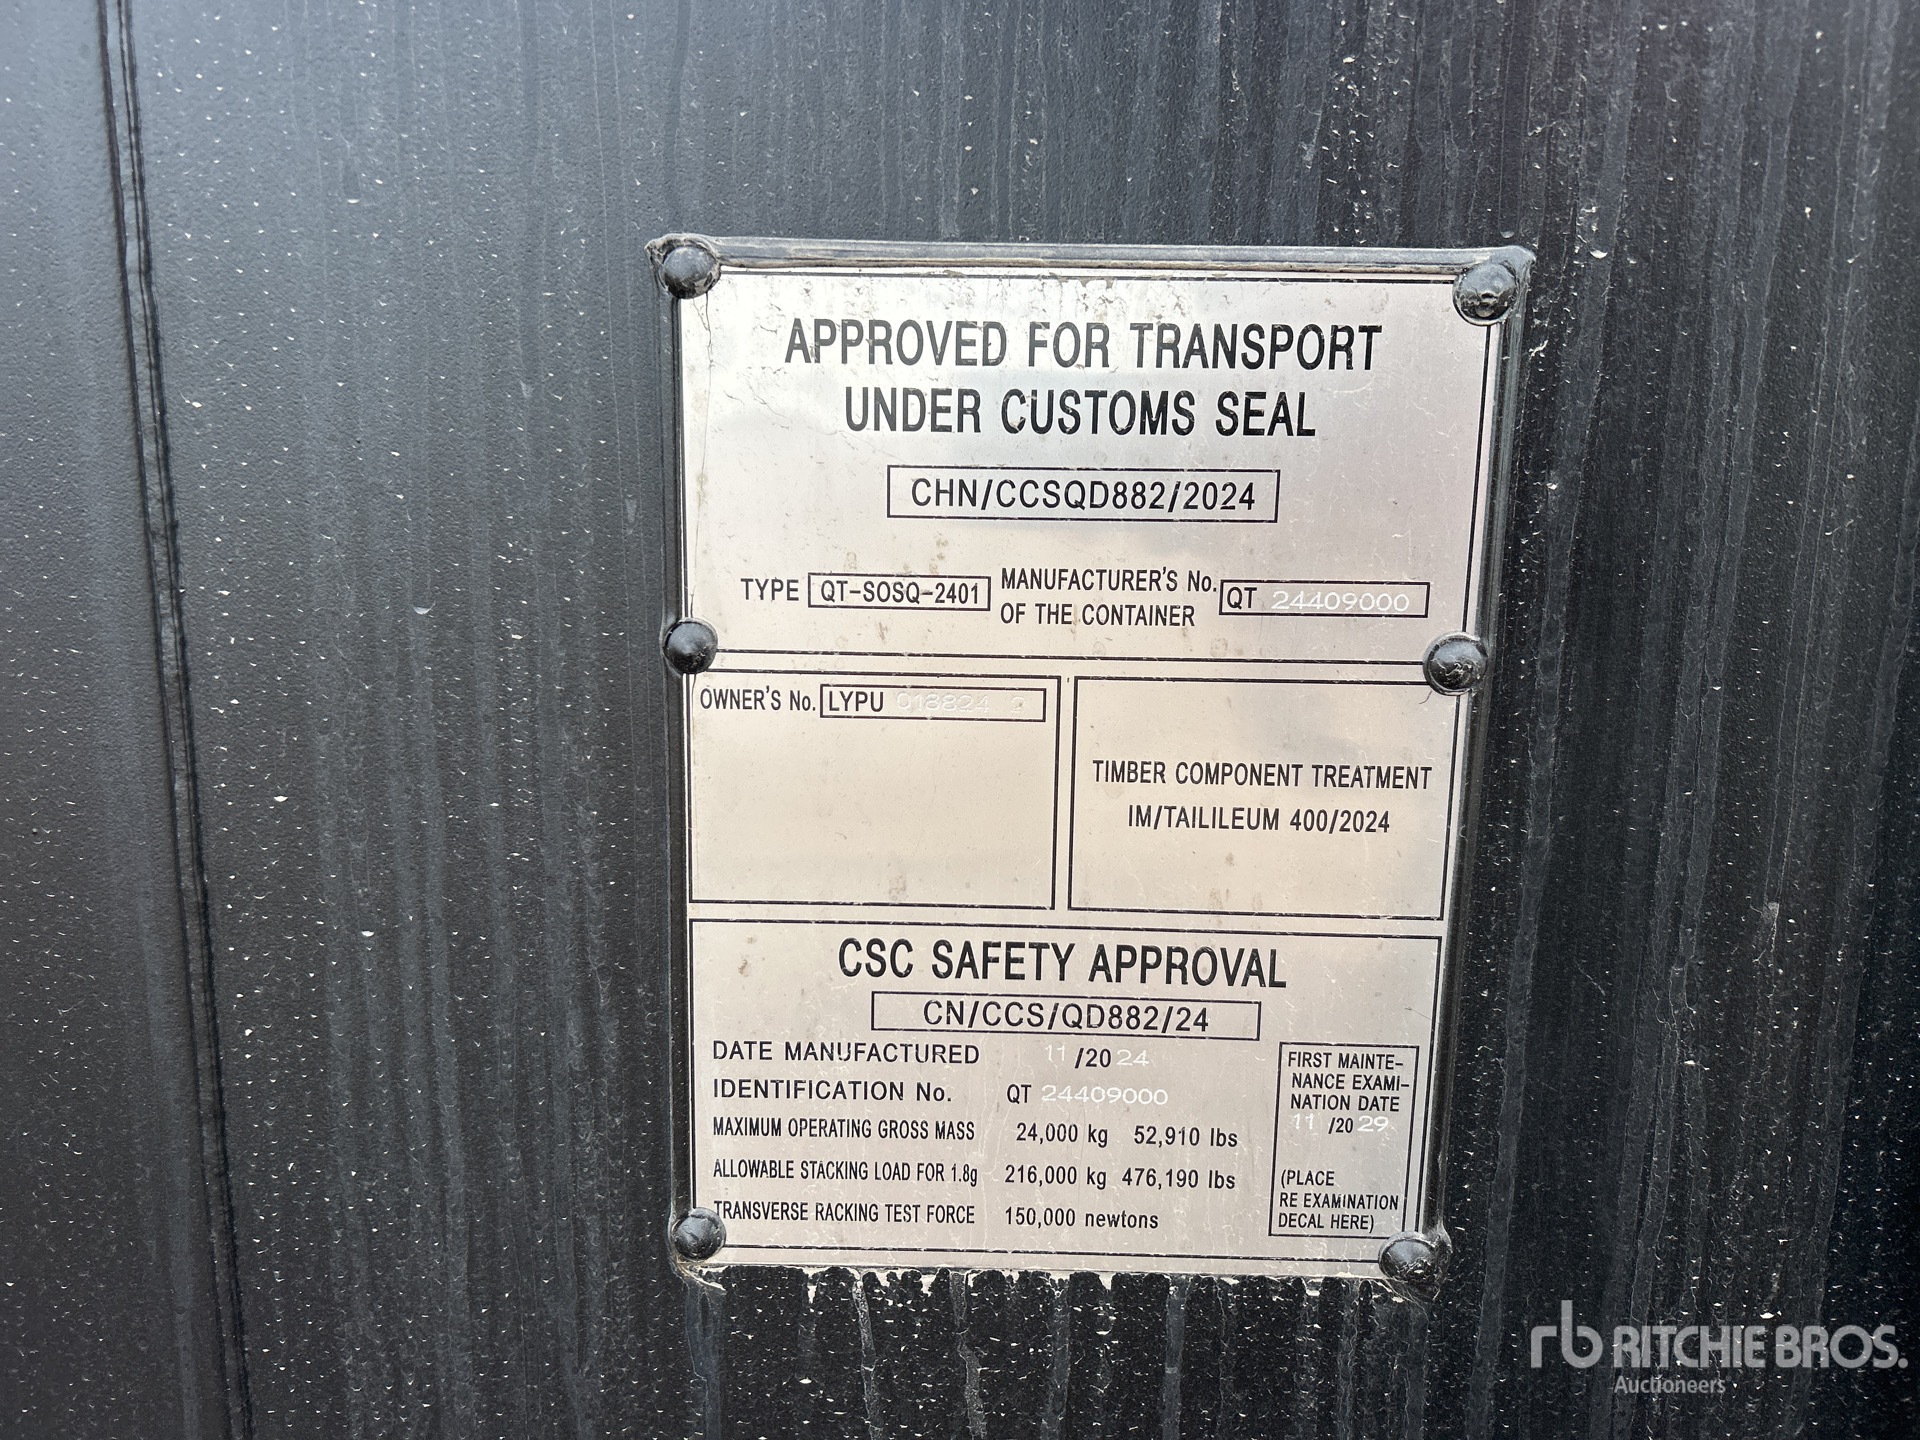 APPROVED FOR TRANSPORT
UNDER CUSTOMS SEAL
CHN/CCSQD882/2024
TYPE QT-SOSQ-2401 MANUFACTURER'S No. OF THE CONTAINER QT 24409000
OWNER'S No. LYPU 018824
TIMBER COMPONENT TREATMENT
IM/TAILILEUM 400/2024
CSC SAFETY APPROVAL
CN/CCS/QD882/24
DATE MANUFACTURED 11/2024
IDENTIFICATION No. QT 24409000
MAXIMUM OPERATING GROSS MASS 24,000 kg 52,910 lbs
ALLOWABLE STACKING LOAD FOR 1.8g 216,000 kg 476,190 lbs
TRANSVERSE RACKING TEST FORCE 150,000 newtons
FIRST MAINTE-
NANCE EXAMI-
NATION DATE
11/2029
(PLACE
RE EXAMINATION
DECAL HERE)
rb RITCHIE BROS.
Auctioneers